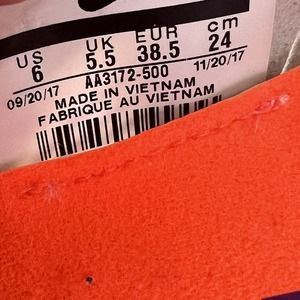 US UK EUR cm
6 5.5 38.5 24
09/20/17 AA3172-500 11/20/17
MADE IN VIETNAM
FABRIQUE AU VIETNAM